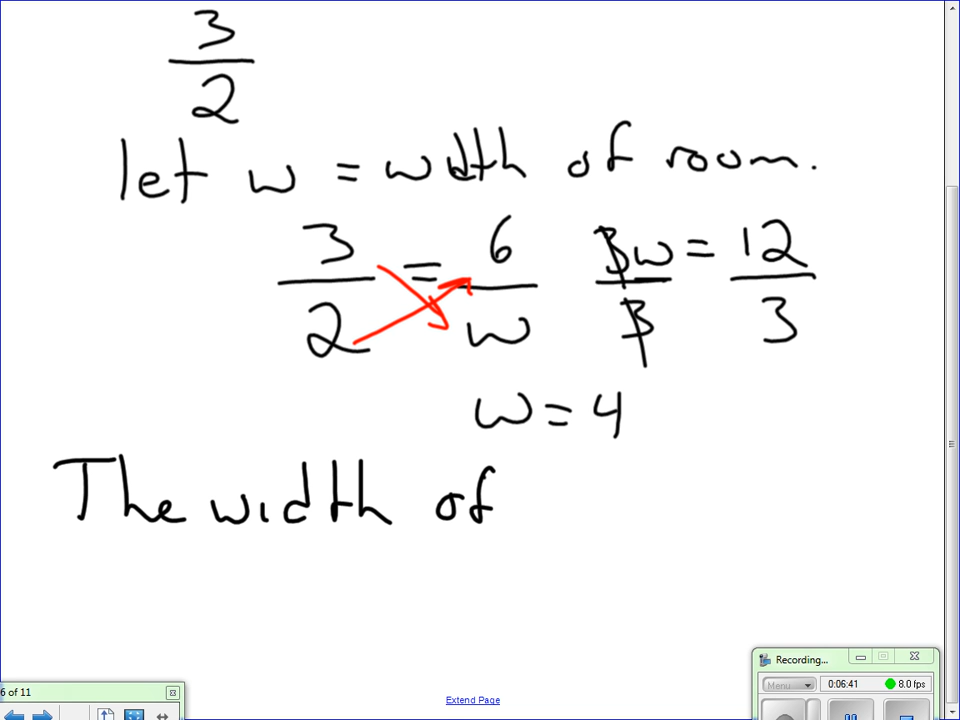 3
2
let w = width of room.
3 = 6 3w = 12
2 w 3 3
w = 4
The width of
Recording...
Menu 0:06:41 8.0 fps
6 of 11
Extend Page